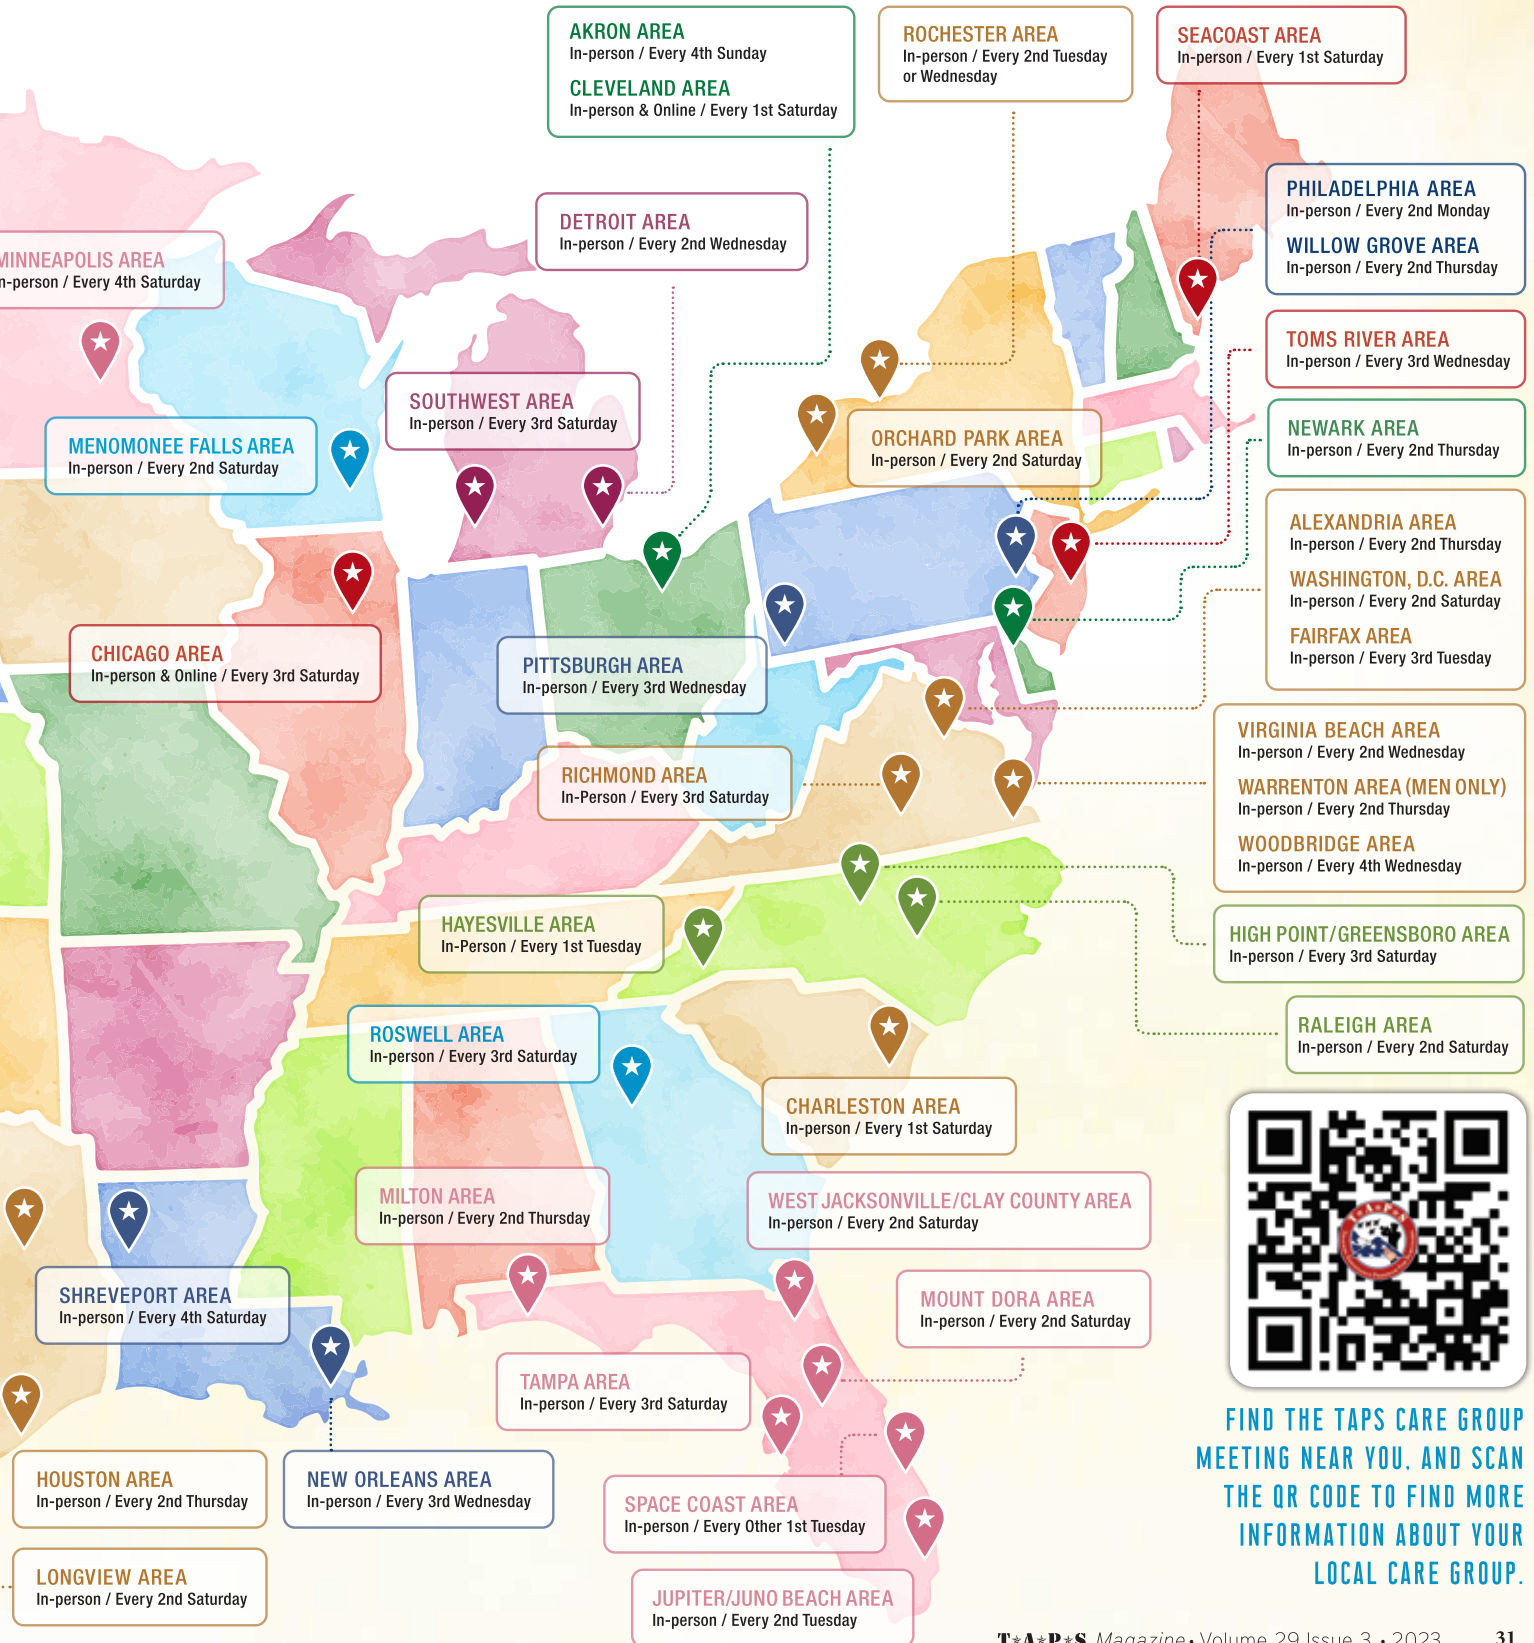 AKRON AREA
In-person / Every 4th Sunday
CLEVELAND AREA
In-person & Online / Every 1st Saturday
ROCHESTER AREA
In-person / Every 2nd Tuesday
or Wednesday
SEACOAST AREA
In-person / Every 1st Saturday
PHILADELPHIA AREA
In-person / Every 2nd Monday
WILLOW GROVE AREA
In-person / Every 2nd Thursday
DETROIT AREA
In-person / Every 2nd Wednesday
MINNEAPOLIS AREA
In-person / Every 4th Saturday
TOMS RIVER AREA
In-person / Every 3rd Wednesday
SOUTHWEST AREA
In-person / Every 3rd Saturday
NEWARK AREA
In-person / Every 2nd Thursday
MENOMONEE FALLS AREA
In-person / Every 2nd Saturday
ORCHARD PARK AREA
In-person / Every 2nd Saturday
ALEXANDRIA AREA
In-person / Every 2nd Thursday
WASHINGTON, D.C. AREA
In-person / Every 2nd Saturday
FAIRFAX AREA
In-person / Every 3rd Tuesday
CHICAGO AREA
In-person & Online / Every 3rd Saturday
PITTSBURGH AREA
In-person / Every 3rd Wednesday
VIRGINIA BEACH AREA
In-person / Every 2nd Wednesday
WARRENTON AREA (MEN ONLY)
In-person / Every 2nd Thursday
WOODBRIDGE AREA
In-person / Every 4th Wednesday
RICHMOND AREA
In-Person / Every 3rd Saturday
HAYESVILLE AREA
In-Person / Every 1st Tuesday
HIGH POINT/GREENSBORO AREA
In-person / Every 3rd Saturday
ROSWELL AREA
In-person / Every 3rd Saturday
RALEIGH AREA
In-person / Every 2nd Saturday
CHARLESTON AREA
In-person / Every 1st Saturday
MILTON AREA
In-person / Every 2nd Thursday
WEST JACKSONVILLE/CLAY COUNTY AREA
In-person / Every 2nd Saturday
SHREVEPORT AREA
In-person / Every 4th Saturday
MOUNT DORA AREA
In-person / Every 2nd Saturday
TAMPA AREA
In-person / Every 3rd Saturday
HOUSTON AREA
In-person / Every 2nd Thursday
NEW ORLEANS AREA
In-person / Every 3rd Wednesday
SPACE COAST AREA
In-person / Every Other 1st Tuesday
LONGVIEW AREA
In-person / Every 2nd Saturday
JUPITER/JUNO BEACH AREA
In-person / Every 2nd Tuesday
T*A*P*S
FIND THE TAPS CARE GROUP
MEETING NEAR YOU, AND SCAN
THE QR CODE TO FIND MORE
INFORMATION ABOUT YOUR
LOCAL CARE GROUP.
T*A*P*S Magazine • Volume 29 Issue 3 • 2023 31